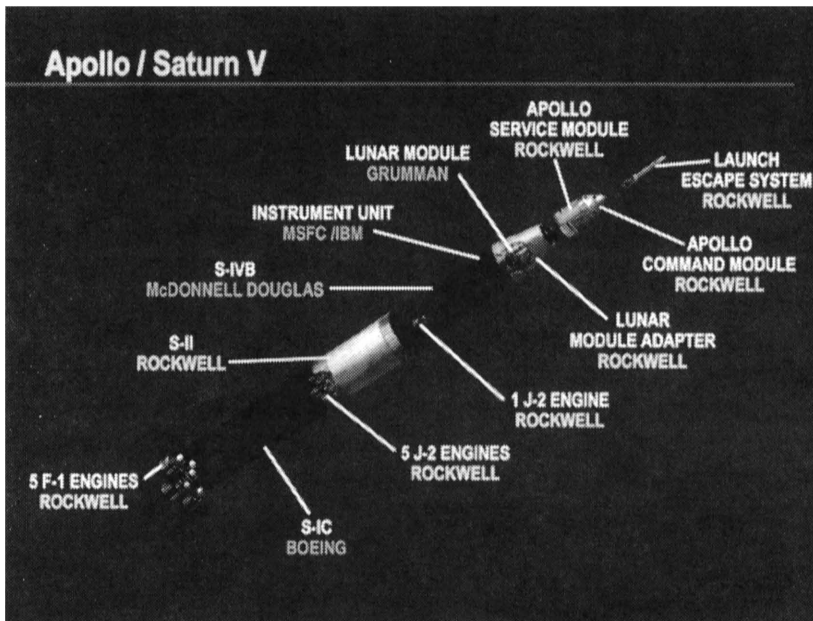 Apollo / Saturn V
APOLLO
SERVICE MODULE
ROCKWELL
LUNAR MODULE
GRUMMAN
LAUNCH
ESCAPE SYSTEM
ROCKWELL
INSTRUMENT UNIT
MSFC /IBM
APOLLO
COMMAND MODULE
ROCKWELL
S-IVB
McDONNELL DOUGLAS
LUNAR
MODULE ADAPTER
ROCKWELL
S-II
ROCKWELL
1 J-2 ENGINE
ROCKWELL
5 J-2 ENGINES
ROCKWELL
5 F-1 ENGINES
ROCKWELL
S-IC
BOEING